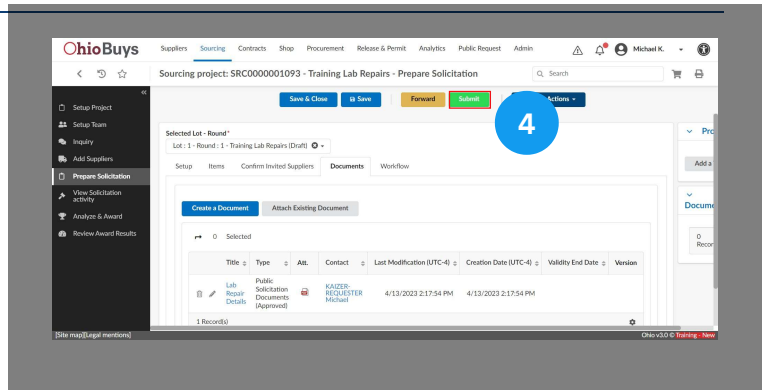 OhioBuys
Suppliers Sourcing Contracts Shop Procurement Release & Permit Analytics Public Request Admin
Michael K.
Sourcing project: SRC0000001093 - Training Lab Repairs - Prepare Solicitation
Search
Setup Project
Setup Team
Inquiry
Add Suppliers
Prepare Solicitation
View Solicitation
activity
Analyze & Award
Review Award Results
Save & Close Save Forward Submit Actions
4
Selected Lot - Round*
Lot : 1 - Round : 1 - Training Lab Repairs (Draft)
Setup Items Confirm Invited Suppliers Documents Workflow
Create a Document Attach Existing Document
0 Selected
Title Type Att. Contact Last Modification (UTC-4) Creation Date (UTC-4) Validity End Date Version
Lab
Repair
Details
Public
Solicitation
Documents
(Approved)
KAIZER-
REQUESTER
Michael
4/13/2023 2:17:54 PM 4/13/2023 2:17:54 PM
1 Record(s)
Pro
Add a
Docume
0
Recor
[Site map][Legal mentions]
Ohio v3.0 © Training - New